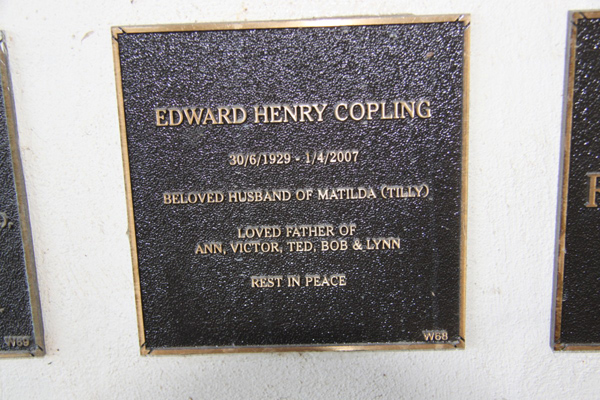 EDWARD HENRY COPLING
30/6/1929 - 1/4/2007
BELOVED HUSBAND OF MATILDA (TILLY)
LOVED FATHER OF
ANN, VICTOR, TED, BOB & LYNN
REST IN PEACE
W68
W69